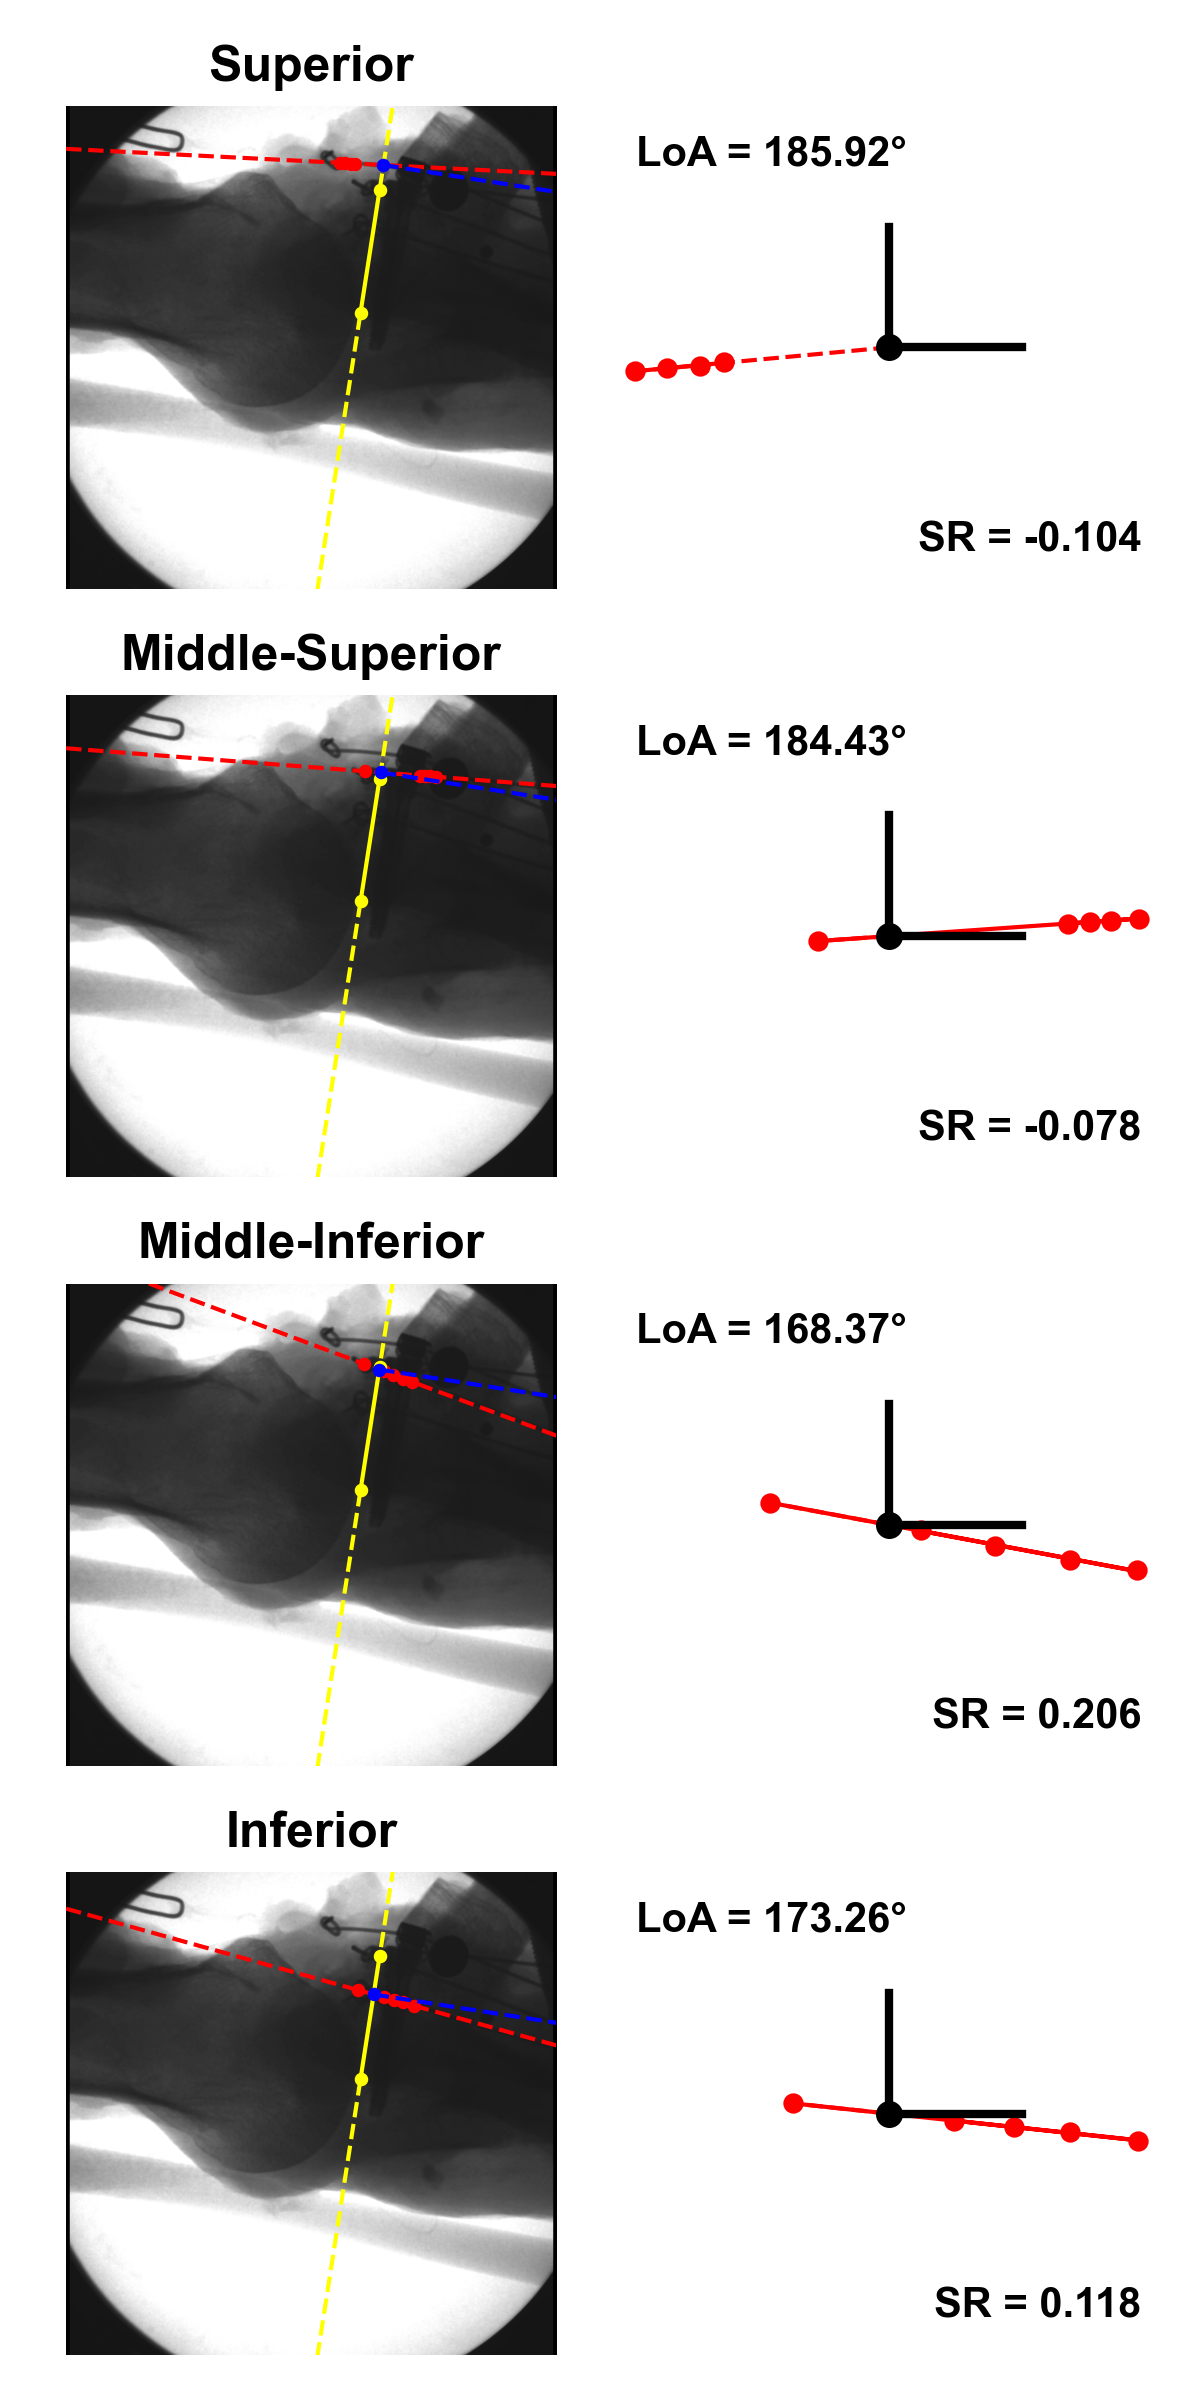 Superior
LoA = 185.92°
SR = -0.104
Middle-Superior
LoA = 184.43°
SR = -0.078
Middle-Inferior
LoA = 168.37°
SR = 0.206
Inferior
LoA = 173.26°
SR = 0.118